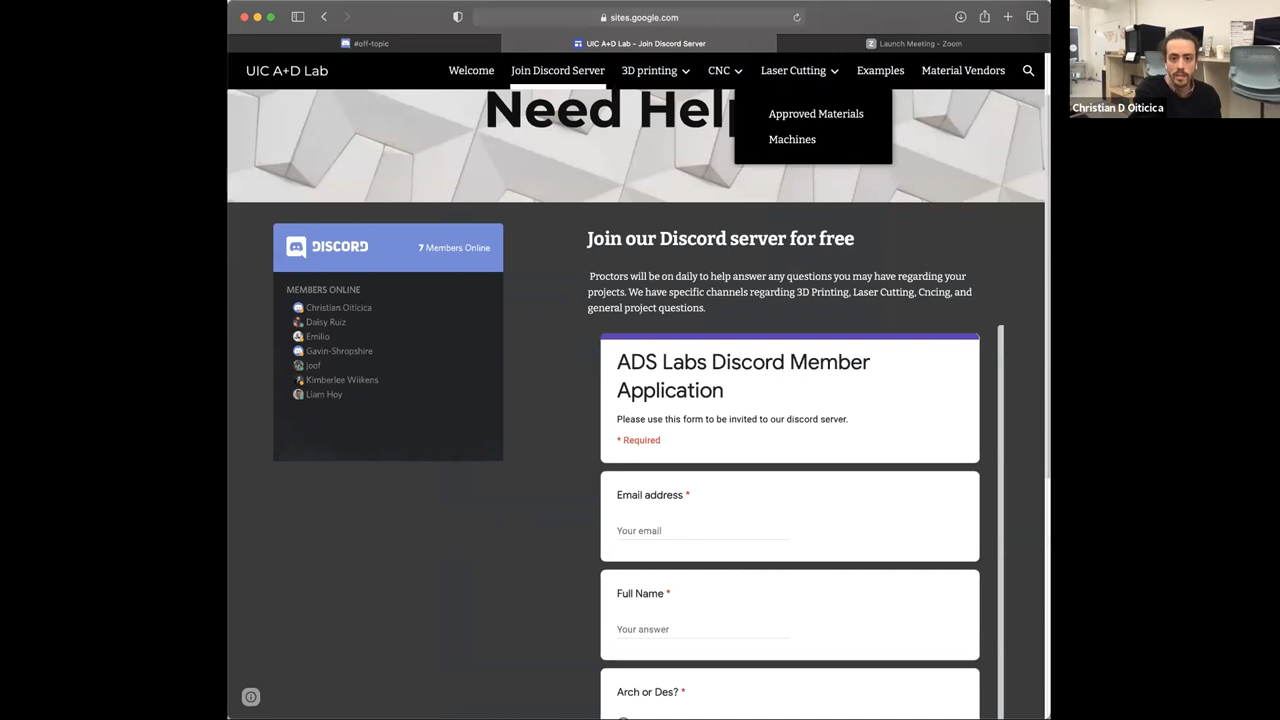 sites.google.com
#off-topic
UIC A+D Lab - Join Discord Server
Launch Meeting - Zoom
UIC A+D Lab
Welcome
Join Discord Server
3D printing
CNC
Laser Cutting
Examples
Material Vendors
Approved Materials
Machines
Need Hel
Christian D Oiticica
DISCORD
7 Members Online
MEMBERS ONLINE
Christian.Oiticica
Daisy Ruiz
Emilio
Gavin-Shropshire
joof
Kimberlee Wilkens
Liam Hoy
Join our Discord server for free
Proctors will be on daily to help answer any questions you may have regarding your
projects. We have specific channels regarding 3D Printing, Laser Cutting, Cncing, and
general project questions.
ADS Labs Discord Member
Application
Please use this form to be invited to our discord server.
* Required
Email address *
Your email
Full Name *
Your answer
Arch or Des? *